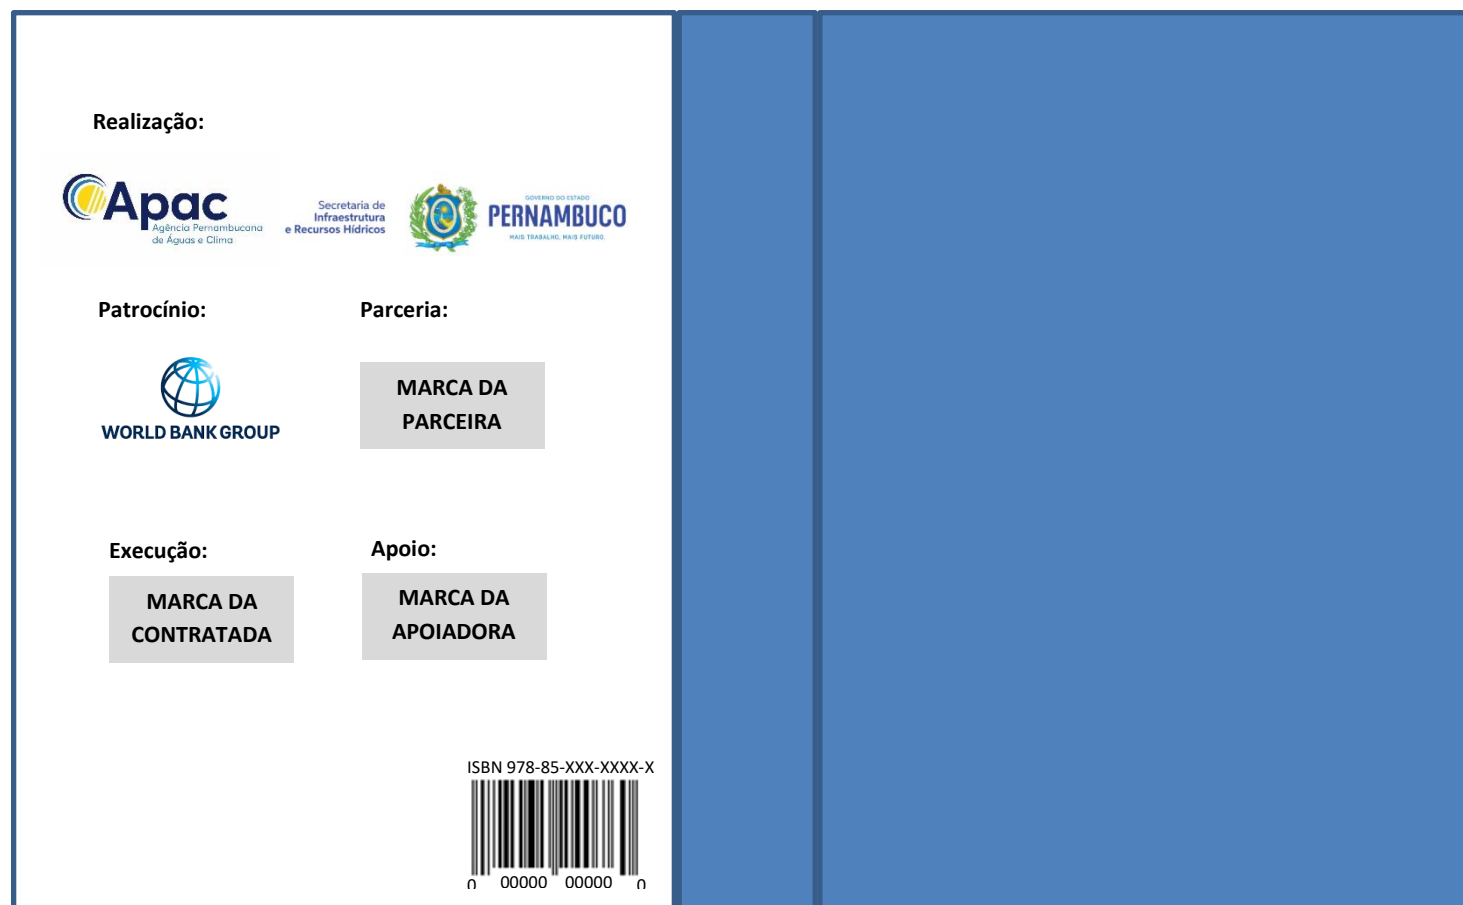 Realização:
Apac
Agência Pernambucana
de Águas e Clima
Secretaria de
Infraestrutura
e Recursos Hídricos
GOVERNO DO ESTADO
PERNAMBUCO
MAIS TRABALHO, MAIS FUTURO.
Patrocínio:
Parceria:
WORLD BANK GROUP
MARCA DA
PARCEIRA
Execução:
Apoio:
MARCA DA
CONTRATADA
MARCA DA
APOIADORA
ISBN 978-85-XXX-XXXX-X
0 00000 00000 0